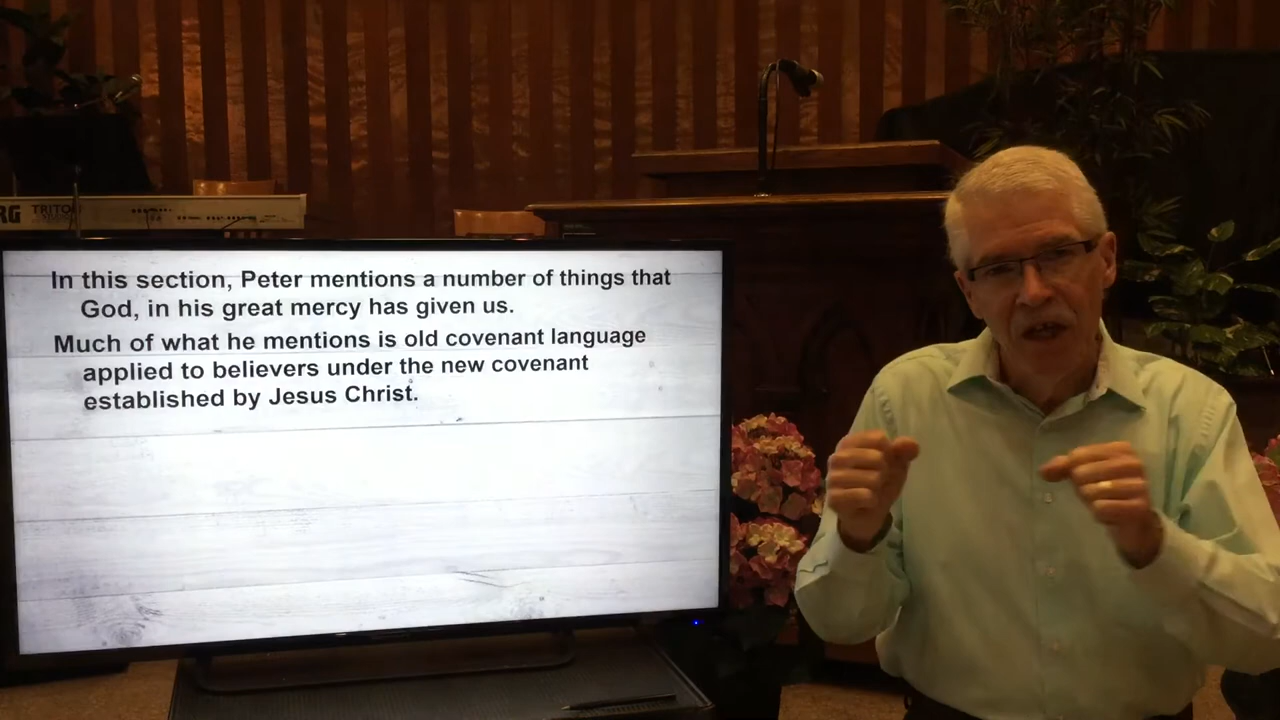 RG TRITON
In this section, Peter mentions a number of things that
God, in his great mercy has given us.
Much of what he mentions is old covenant language
applied to believers under the new covenant
established by Jesus Christ.